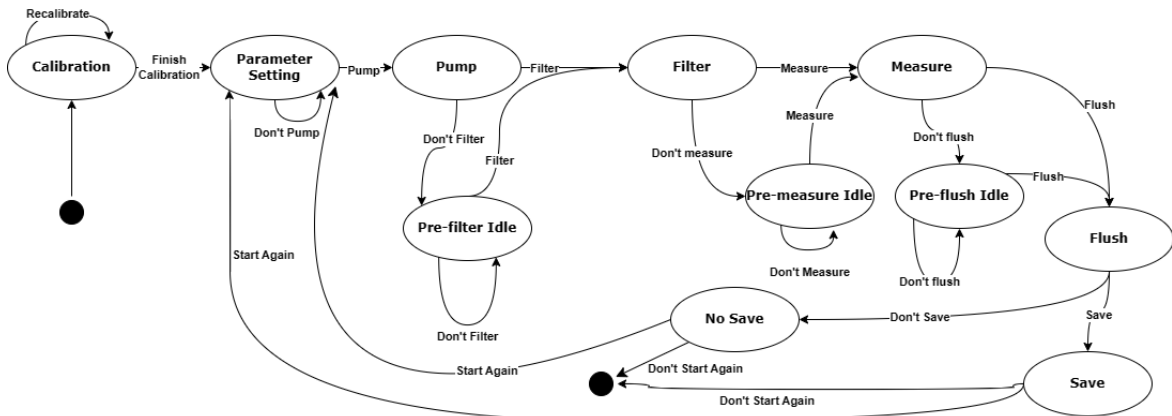 Recalibrate
Calibration
Finish
Calibration
Parameter
Setting
Pump
Pump
Filter
Filter
Measure
Measure
Don't Pump
Don't Filter
Filter
Don't measure
Measure
Don't flush
Flush
Pre-filter Idle
Pre-measure Idle
Pre-flush Idle
Flush
Flush
Start Again
Don't Measure
Don't flush
Don't Filter
No Save
Don't Save
Save
Start Again
Don't Start Again
Don't Start Again
Save